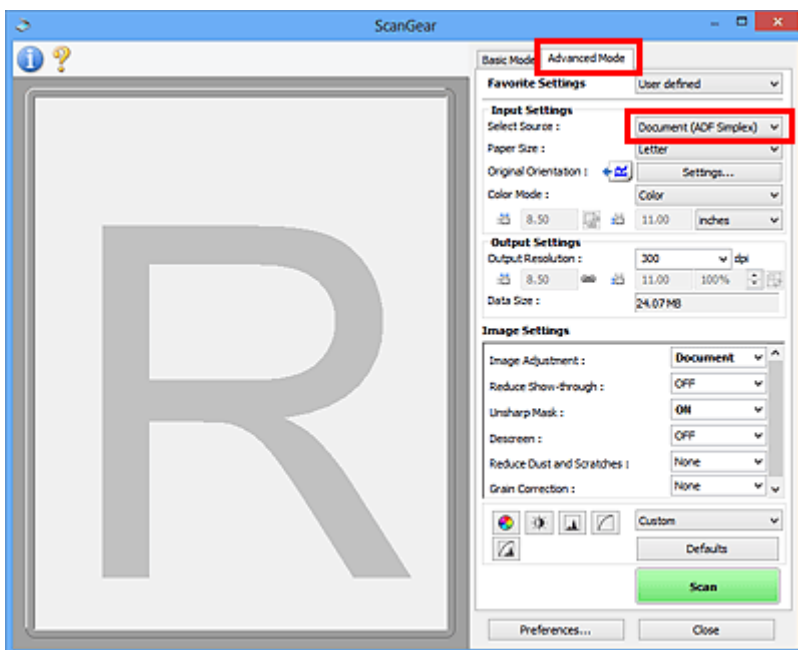 ScanGear
Basic Mode Advanced Mode
Favorite Settings User defined
Input Settings
Select Source : Document (ADF Simplex)
Paper Size : Letter
Original Orientation : Settings...
Color Mode : Color
8.50 11.00 inches
Output Settings
Output Resolution : 300 dpi
8.50 11.00 100%
Data Size : 24.07MB
Image Settings
Image Adjustment : Document
Reduce Show-through : OFF
Unsharp Mask : ON
Descreen : OFF
Reduce Dust and Scratches : None
Grain Correction : None
Custom
Defaults
Scan
Preferences... Close
R